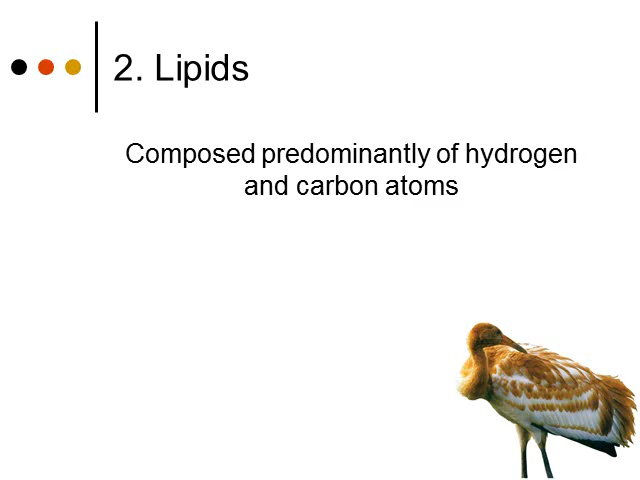 2. Lipids
Composed predominantly of hydrogen
and carbon atoms